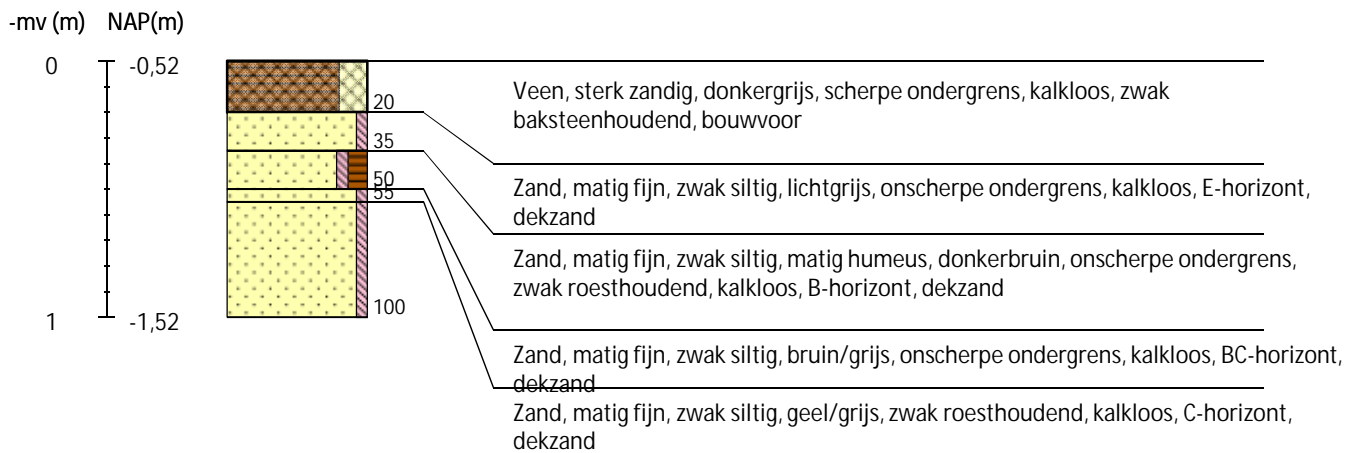 -mv (m) NAP(m)
0 -0,52
20
35
50
55
100
1 -1,52
Veen, sterk zandig, donkergrijs, scherpe ondergrens, kalkloos, zwak
baksteenhoudend, bouwvoor
Zand, matig fijn, zwak siltig, lichtgrijs, onscherpe ondergrens, kalkloos, E-horizont,
dekzand
Zand, matig fijn, zwak siltig, matig humeus, donkerbruin, onscherpe ondergrens,
zwak roesthoudend, kalkloos, B-horizont, dekzand
Zand, matig fijn, zwak siltig, bruin/grijs, onscherpe ondergrens, kalkloos, BC-horizont,
dekzand
Zand, matig fijn, zwak siltig, geel/grijs, zwak roesthoudend, kalkloos, C-horizont,
dekzand